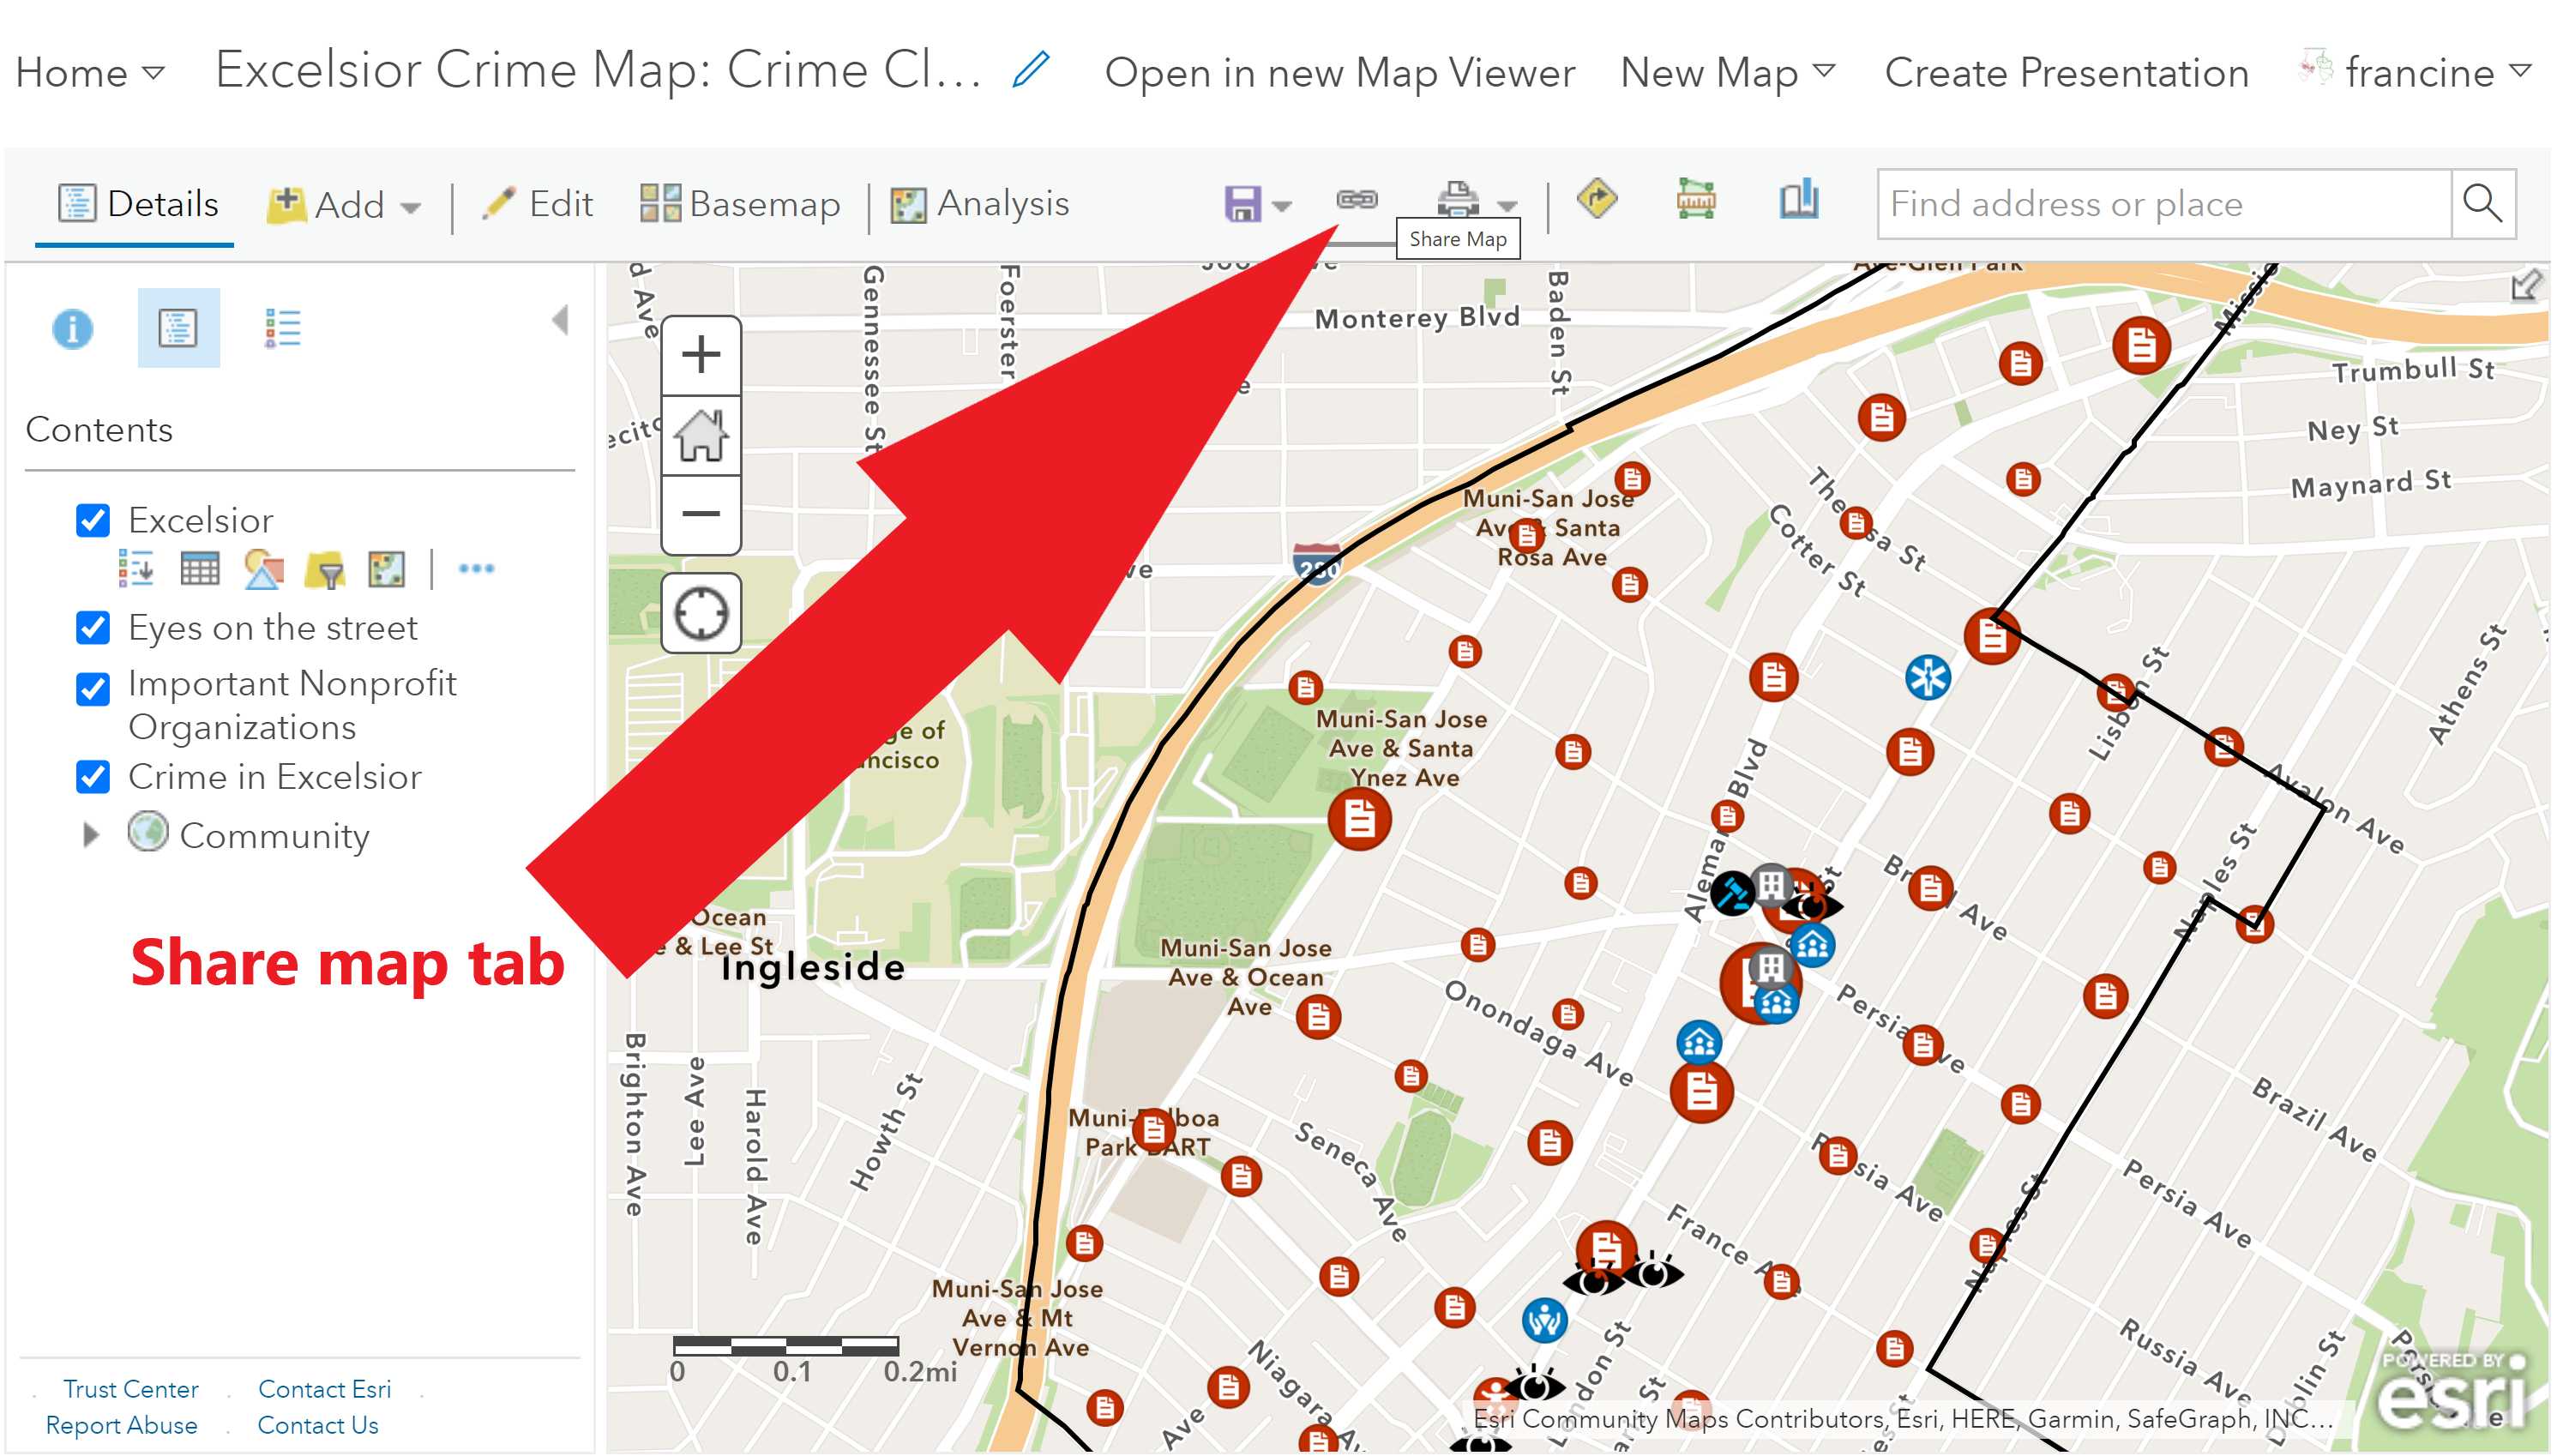 Home
Excelsior Crime Map: Crime Cl...
Open in new Map Viewer
New Map
Create Presentation
francine
Details
Add
Edit
Basemap
Analysis
Find address or place
Share Map
Contents
Excelsior
Eyes on the street
Important Nonprofit
Organizations
Crime in Excelsior
Community
Share map tab
Trust Center
Contact Esri
Report Abuse
Contact Us
Gennessee St
Foerster
Monterey Blvd
Baden St
Trumbull St
Ney St
Maynard St
Muni-San Jose
Ave & Santa
Rosa Ave
280
Cotter St
Lisbon St
Athens St
Avalon Ave
Naples St
Muni-San Jose
Ave & Santa
Ynez Ave
Blvd
Ocean
& Lee St
Ingleside
Muni-San Jose
Ave & Ocean
Ave
Onondaga Ave
Persia Ave
Brazil Ave
Brighton Ave
Lee Ave
Harold Ave
Howth St
Muni-Balboa
Park BART
Seneca Ave
Russia Ave
Persia Ave
France Ave
Naples St
Muni-San Jose
Ave & Mt
Vernon Ave
Niagara Av
Ave
London St
Russia Ave
Dublin St
0 0.1 0.2mi
Esri Community Maps Contributors, Esri, HERE, Garmin, SafeGraph, INC...
POWERED BY
esri